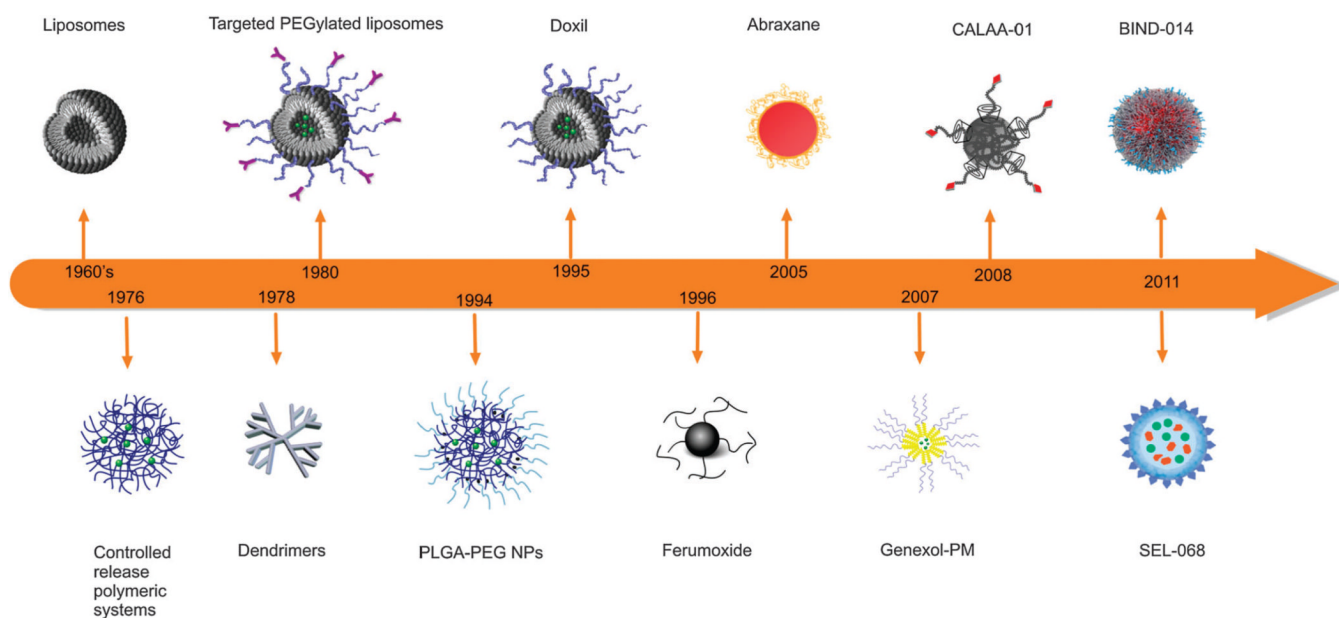 Liposomes
Targeted PEGylated liposomes
Doxil
Abraxane
CALAA-01
BIND-014
1960's
1980
1995
2005
2008
2011
1976
1978
1994
1996
2007
Controlled
release
polymeric
systems
Dendrimers
PLGA-PEG NPs
Ferumoxide
Genexol-PM
SEL-068